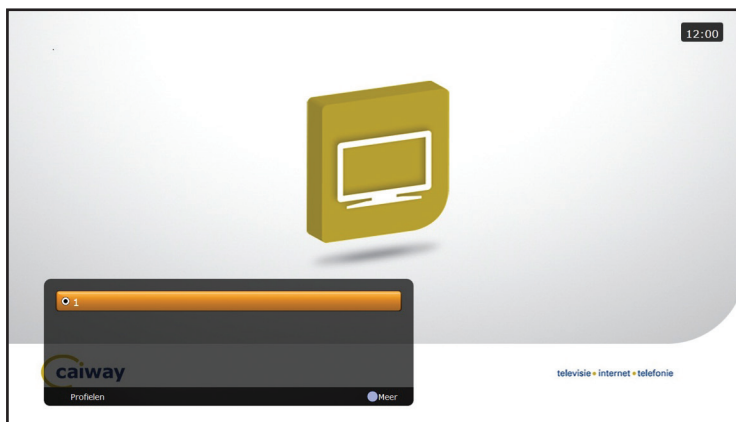 12:00
1
caiway
televisie • internet • telefonie
Profielen
Meer